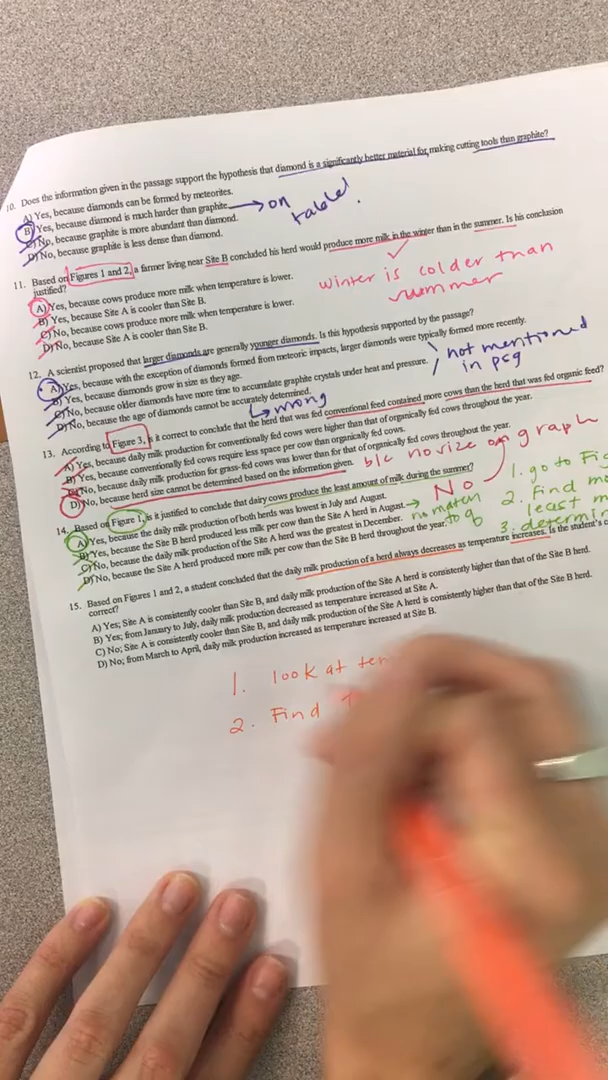 10. Does the information given in the passage support the hypothesis that diamond is a significantly better material for making cutting tools than graphite?
A) Yes, because diamonds can be formed by meteorites.
B) Yes, because diamond is much harder than graphite. on table!
C) No, because graphite is more abundant than diamond.
D) No, because graphite is less dense than diamond.
11. Based on Figures 1 and 2, a farmer living near Site B concluded his herd would produce more milk in the winter than in the summer. Is his conclusion
justified?
A) Yes, because cows produce more milk when temperature is lower.
B) Yes, because Site A is cooler than Site B.
C) No, because cows produce more milk when temperature is lower.
D) No, because Site A is cooler than Site B.
winter is colder than
summer
12. A scientist proposed that larger diamonds are generally younger diamonds. Is this hypothesis supported by the passage?
A) Yes, because with the exception of diamonds formed from meteoric impacts, larger diamonds were typically formed more recently.
B) Yes, because diamonds grow in size as they age.
C) No, because older diamonds have more time to accumulate graphite crystals under heat and pressure.
D) No, because the age of diamonds cannot be accurately determined.
not mentioned
in psg
wrong
13. According to Figure 3, is it correct to conclude that the herd that was fed conventional feed contained more cows than the herd that was fed organic feed?
A) Yes, because daily milk production for conventionally fed cows were higher than that of organically fed cows throughout the year.
B) Yes, because conventionally fed cows require less space per cow than organically fed cows.
C) No, because daily milk production for grass-fed cows was lower than for that of organically fed cows throughout the year.
D) No, because herd size cannot be determined based on the information given. b/c no size on graph
14. Based on Figure 1, is it justified to conclude that dairy cows produce the least amount of milk during the summer? No
A) Yes, because the daily milk production of both herds was lowest in July and August.
B) Yes, because the Site B herd produced less milk per cow than the Site A herd in August.
C) No, because the daily milk production of the Site A herd was the greatest in December. no match
D) No, because the Site A herd produced more milk per cow than the Site B herd throughout the year. to q
1. go to
2. Find
least
3.
15. Based on Figures 1 and 2, a student concluded that the daily milk production of a herd always decreases as temperature increases. Is the student's
correct?
A) Yes; Site A is consistently cooler than Site B, and daily milk production of the Site A herd is consistently higher than that of the Site B herd.
B) Yes; from January to July, daily milk production decreased as temperature increased at Site A.
C) No; Site A is consistently cooler than Site B, and daily milk production of the Site A herd is consistently higher than that of the Site B herd.
D) No; from March to April, daily milk production increased as temperature increased at Site B.
1. look at
2. Find